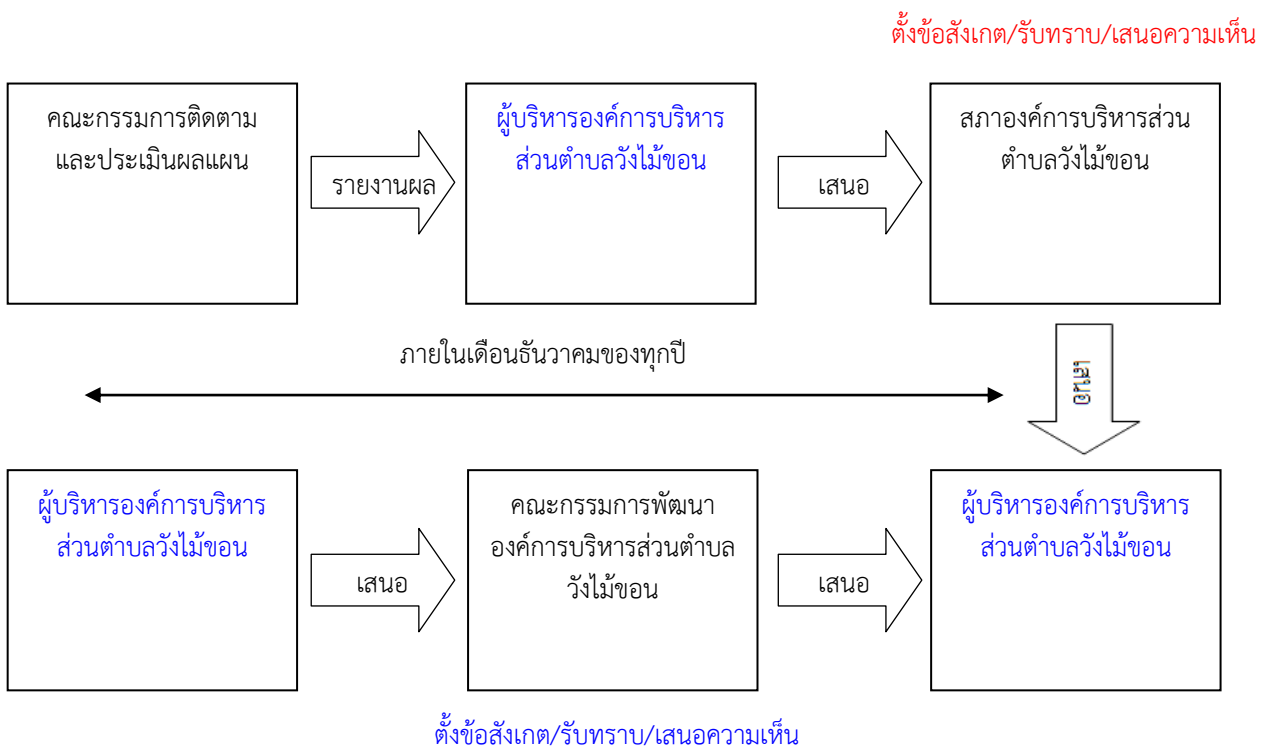 ตั้งข้อสังเกต/รับทราบ/เสนอความเห็น
คณะกรรมการติดตาม
และประเมินผลแผน
รายงานผล
ผู้บริหารองค์การบริหาร
ส่วนตำบลวังไม้ขอน
เสนอ
สภาองค์การบริหารส่วน
ตำบลวังไม้ขอน
ภายในเดือนธันวาคมของทุกปี
เสนอ
ผู้บริหารองค์การบริหาร
ส่วนตำบลวังไม้ขอน
เสนอ
คณะกรรมการพัฒนา
องค์การบริหารส่วนตำบล
วังไม้ขอน
เสนอ
ผู้บริหารองค์การบริหาร
ส่วนตำบลวังไม้ขอน
ตั้งข้อสังเกต/รับทราบ/เสนอความเห็น